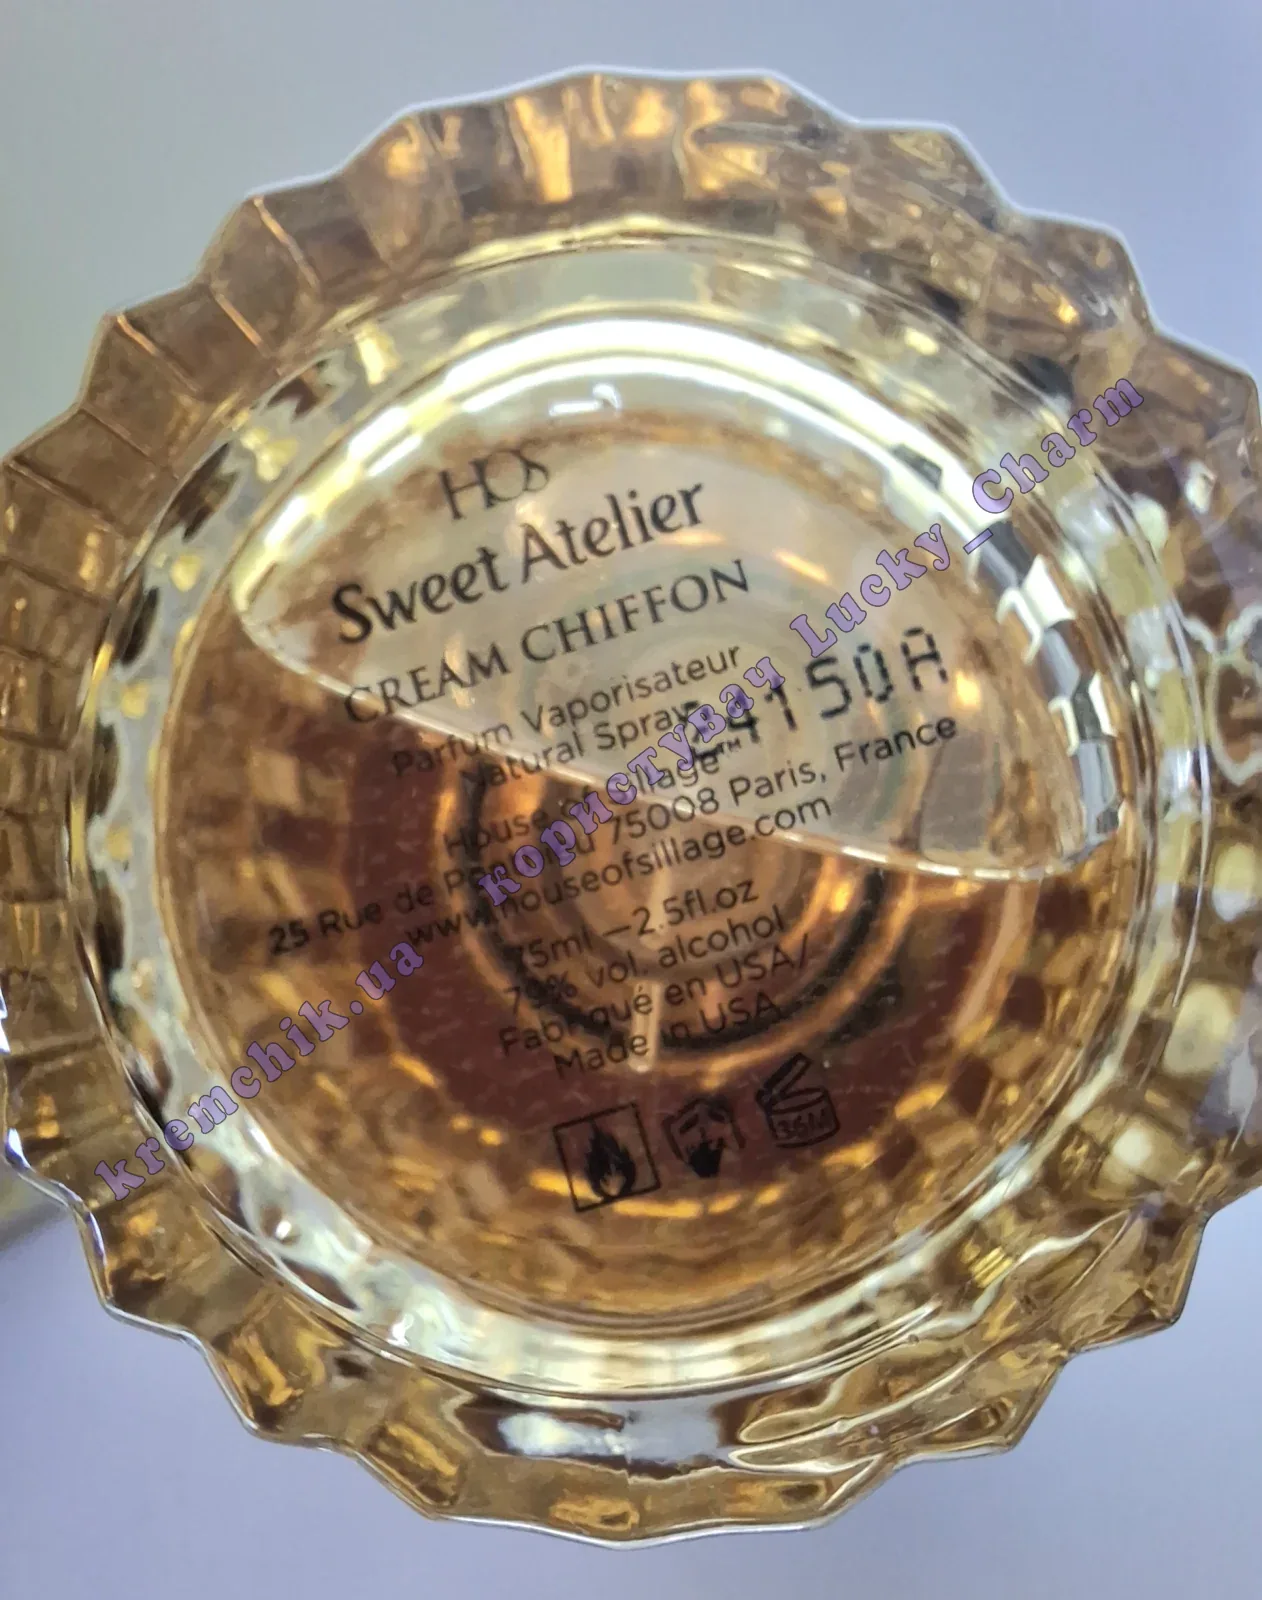 HOS
Sweet Atelier
CREAM CHIFFON
Parfum Vaporisateur
Natural Spray
4150A
House of Sillage™
25 Rue de 75008 Paris, France
www.houseofsillage.com
75ml – 2.5fl.oz
79% vol. alcohol
Fabriqué en USA/
Made in USA
36M
kremchik.ua користувач Lucky_Charm